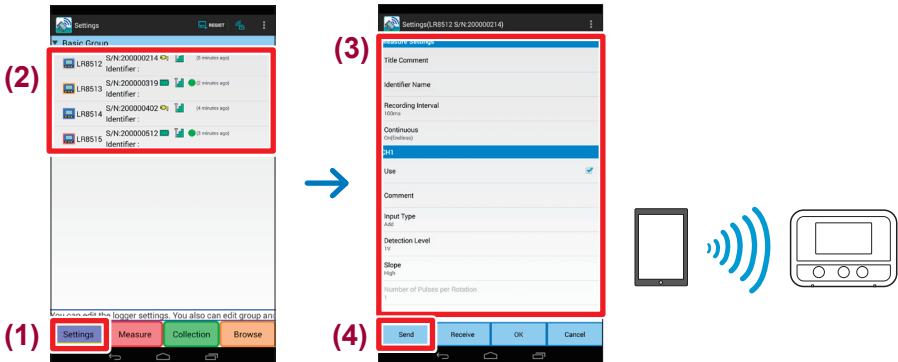 (1)
(2)
Settings
REGIST
Basic Group
LR8512
S/N:200000214
(5 minutes ago)
Identifier :
LR8513
S/N:200000319
(2 minutes ago)
Identifier :
LR8514
S/N:200000402
(4 minutes ago)
Identifier :
LR8515
S/N:200000512
(3 minutes ago)
Identifier :
You can edit the logger settings. You also can edit group and
Settings
Measure
Collection
Browse
(3)
(4)
Settings(LR8512 S/N:200000214)
Measure Settings
Title Comment
Identifier Name
Recording Interval
100ms
Continuous
On(Endless)
CH1
Use
Comment
Input Type
Add
Detection Level
1V
Slope
High
Number of Pulses per Rotation
1
Send
Receive
OK
Cancel